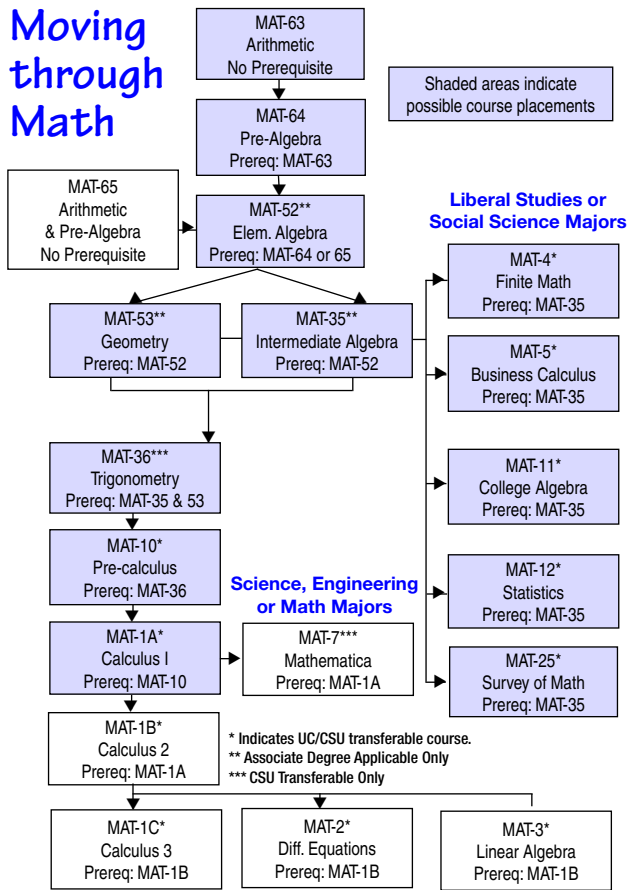 Moving
through
Math
MAT-63
Arithmetic
No Prerequisite
Shaded areas indicate
possible course placements
MAT-64
Pre-Algebra
Prereq: MAT-63
MAT-65
Arithmetic
& Pre-Algebra
No Prerequisite
MAT-52**
Elem. Algebra
Prereq: MAT-64 or 65
Liberal Studies or
Social Science Majors
MAT-4*
Finite Math
Prereq: MAT-35
MAT-53**
Geometry
Prereq: MAT-52
MAT-35**
Intermediate Algebra
Prereq: MAT-52
MAT-5*
Business Calculus
Prereq: MAT-35
MAT-36***
Trigonometry
Prereq: MAT-35 & 53
MAT-11*
College Algebra
Prereq: MAT-35
MAT-10*
Pre-calculus
Prereq: MAT-36
MAT-12*
Statistics
Prereq: MAT-35
Science, Engineering
or Math Majors
MAT-1A*
Calculus I
Prereq: MAT-10
MAT-7***
Mathematica
Prereq: MAT-1A
MAT-25*
Survey of Math
Prereq: MAT-35
MAT-1B*
Calculus 2
Prereq: MAT-1A
* Indicates UC/CSU transferable course.
** Associate Degree Applicable Only
*** CSU Transferable Only
MAT-1C*
Calculus 3
Prereq: MAT-1B
MAT-2*
Diff. Equations
Prereq: MAT-1B
MAT-3*
Linear Algebra
Prereq: MAT-1B